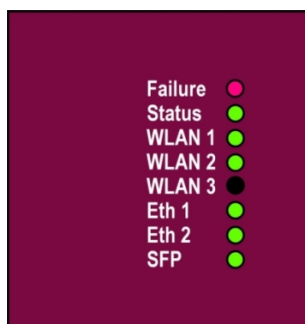 Failure
Status
WLAN 1
WLAN 2
WLAN 3
Eth 1
Eth 2
SFP